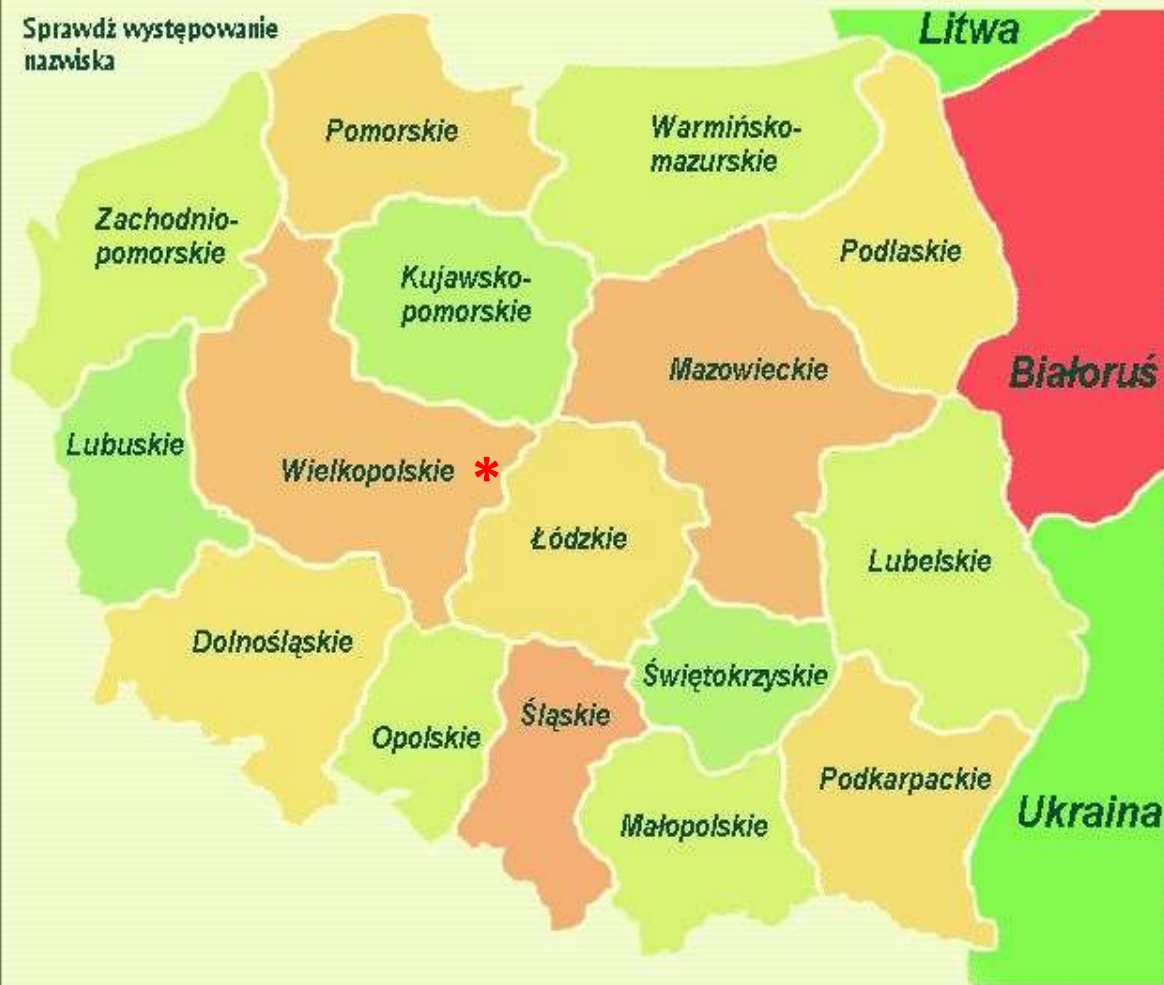 Sprawdź występowanie
nazwiska
Litwa
Pomorskie
Warmińsko-
mazurskie
Zachodnio-
pomorskie
Podlaskie
Kujawsko-
pomorskie
Mazowieckie
Białoruś
Lubuskie
Wielkopolskie *
Łódzkie
Lubelskie
Dolnośląskie
Świętokrzyskie
Śląskie
Opolskie
Podkarpackie
Małopolskie
Ukraina